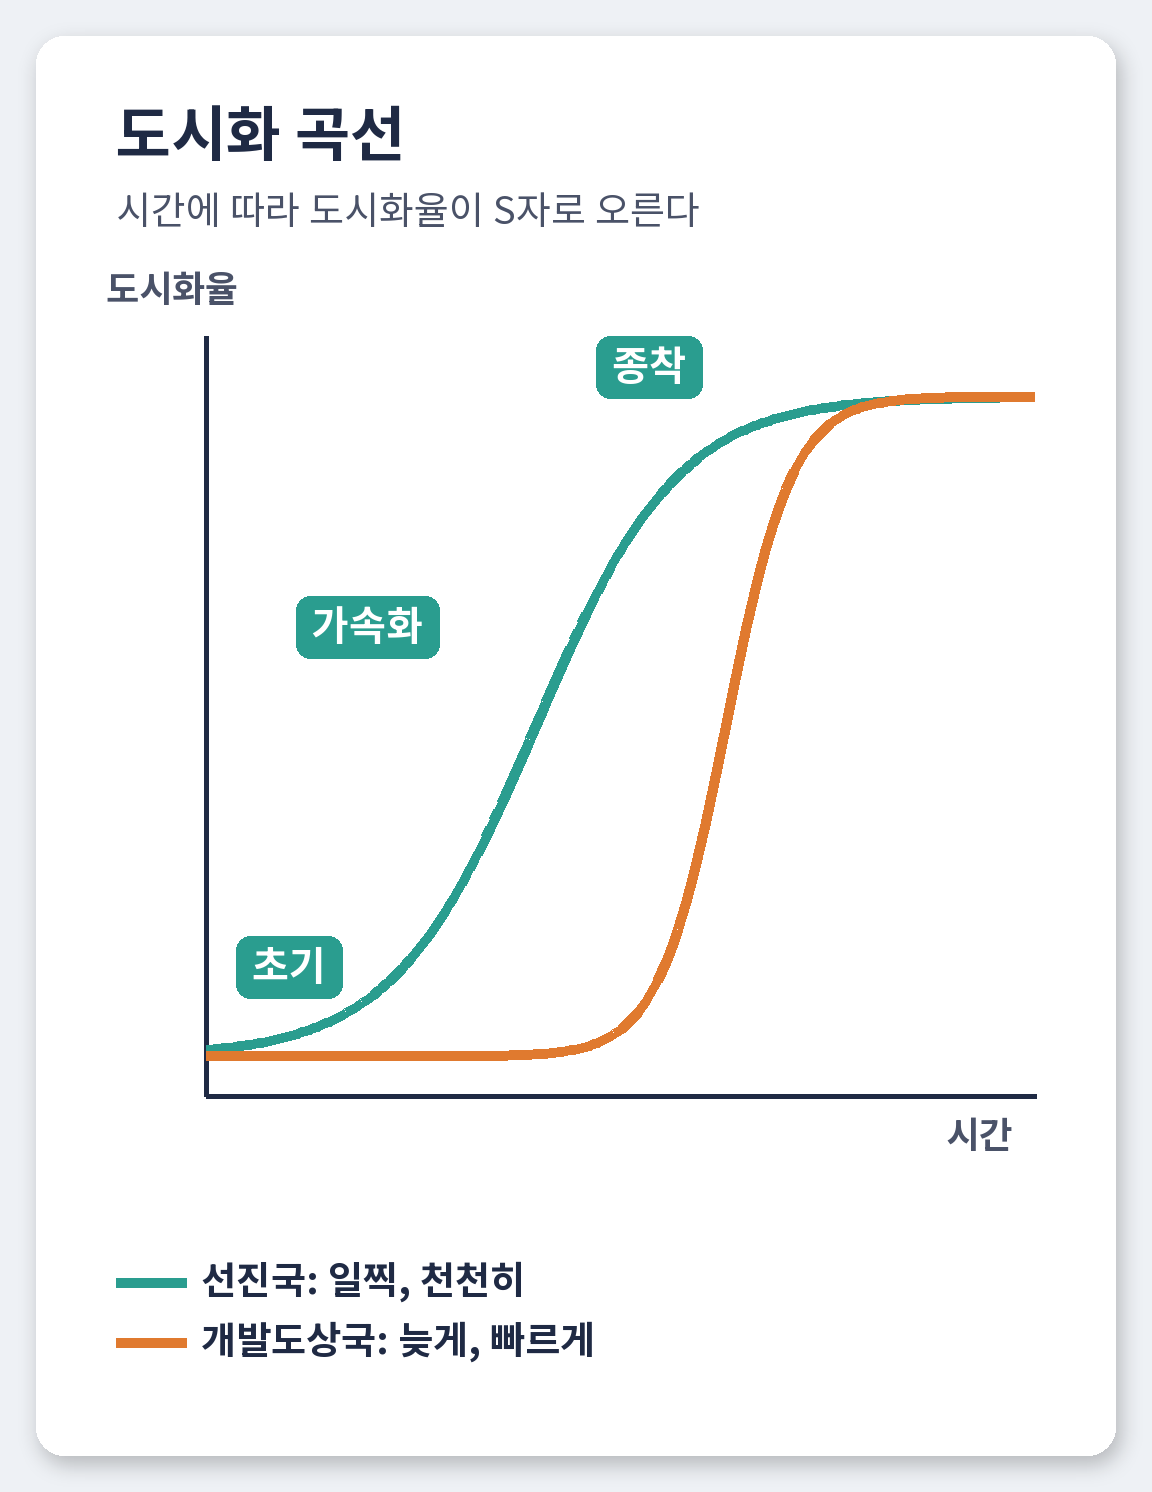 도시화 곡선
시간에 따라 도시화율이 S자로 오른다
도시화율
종착
가속화
초기
시간
선진국: 일찍, 천천히
개발도상국: 늦게, 빠르게